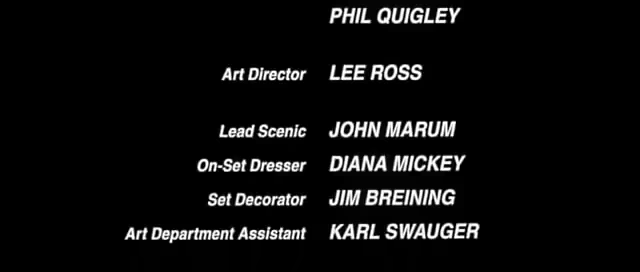 PHIL QUIGLEY
Art Director LEE ROSS
Lead Scenic JOHN MARUM
On-Set Dresser DIANA MICKEY
Set Decorator JIM BREINING
Art Department Assistant KARL SWAUGER